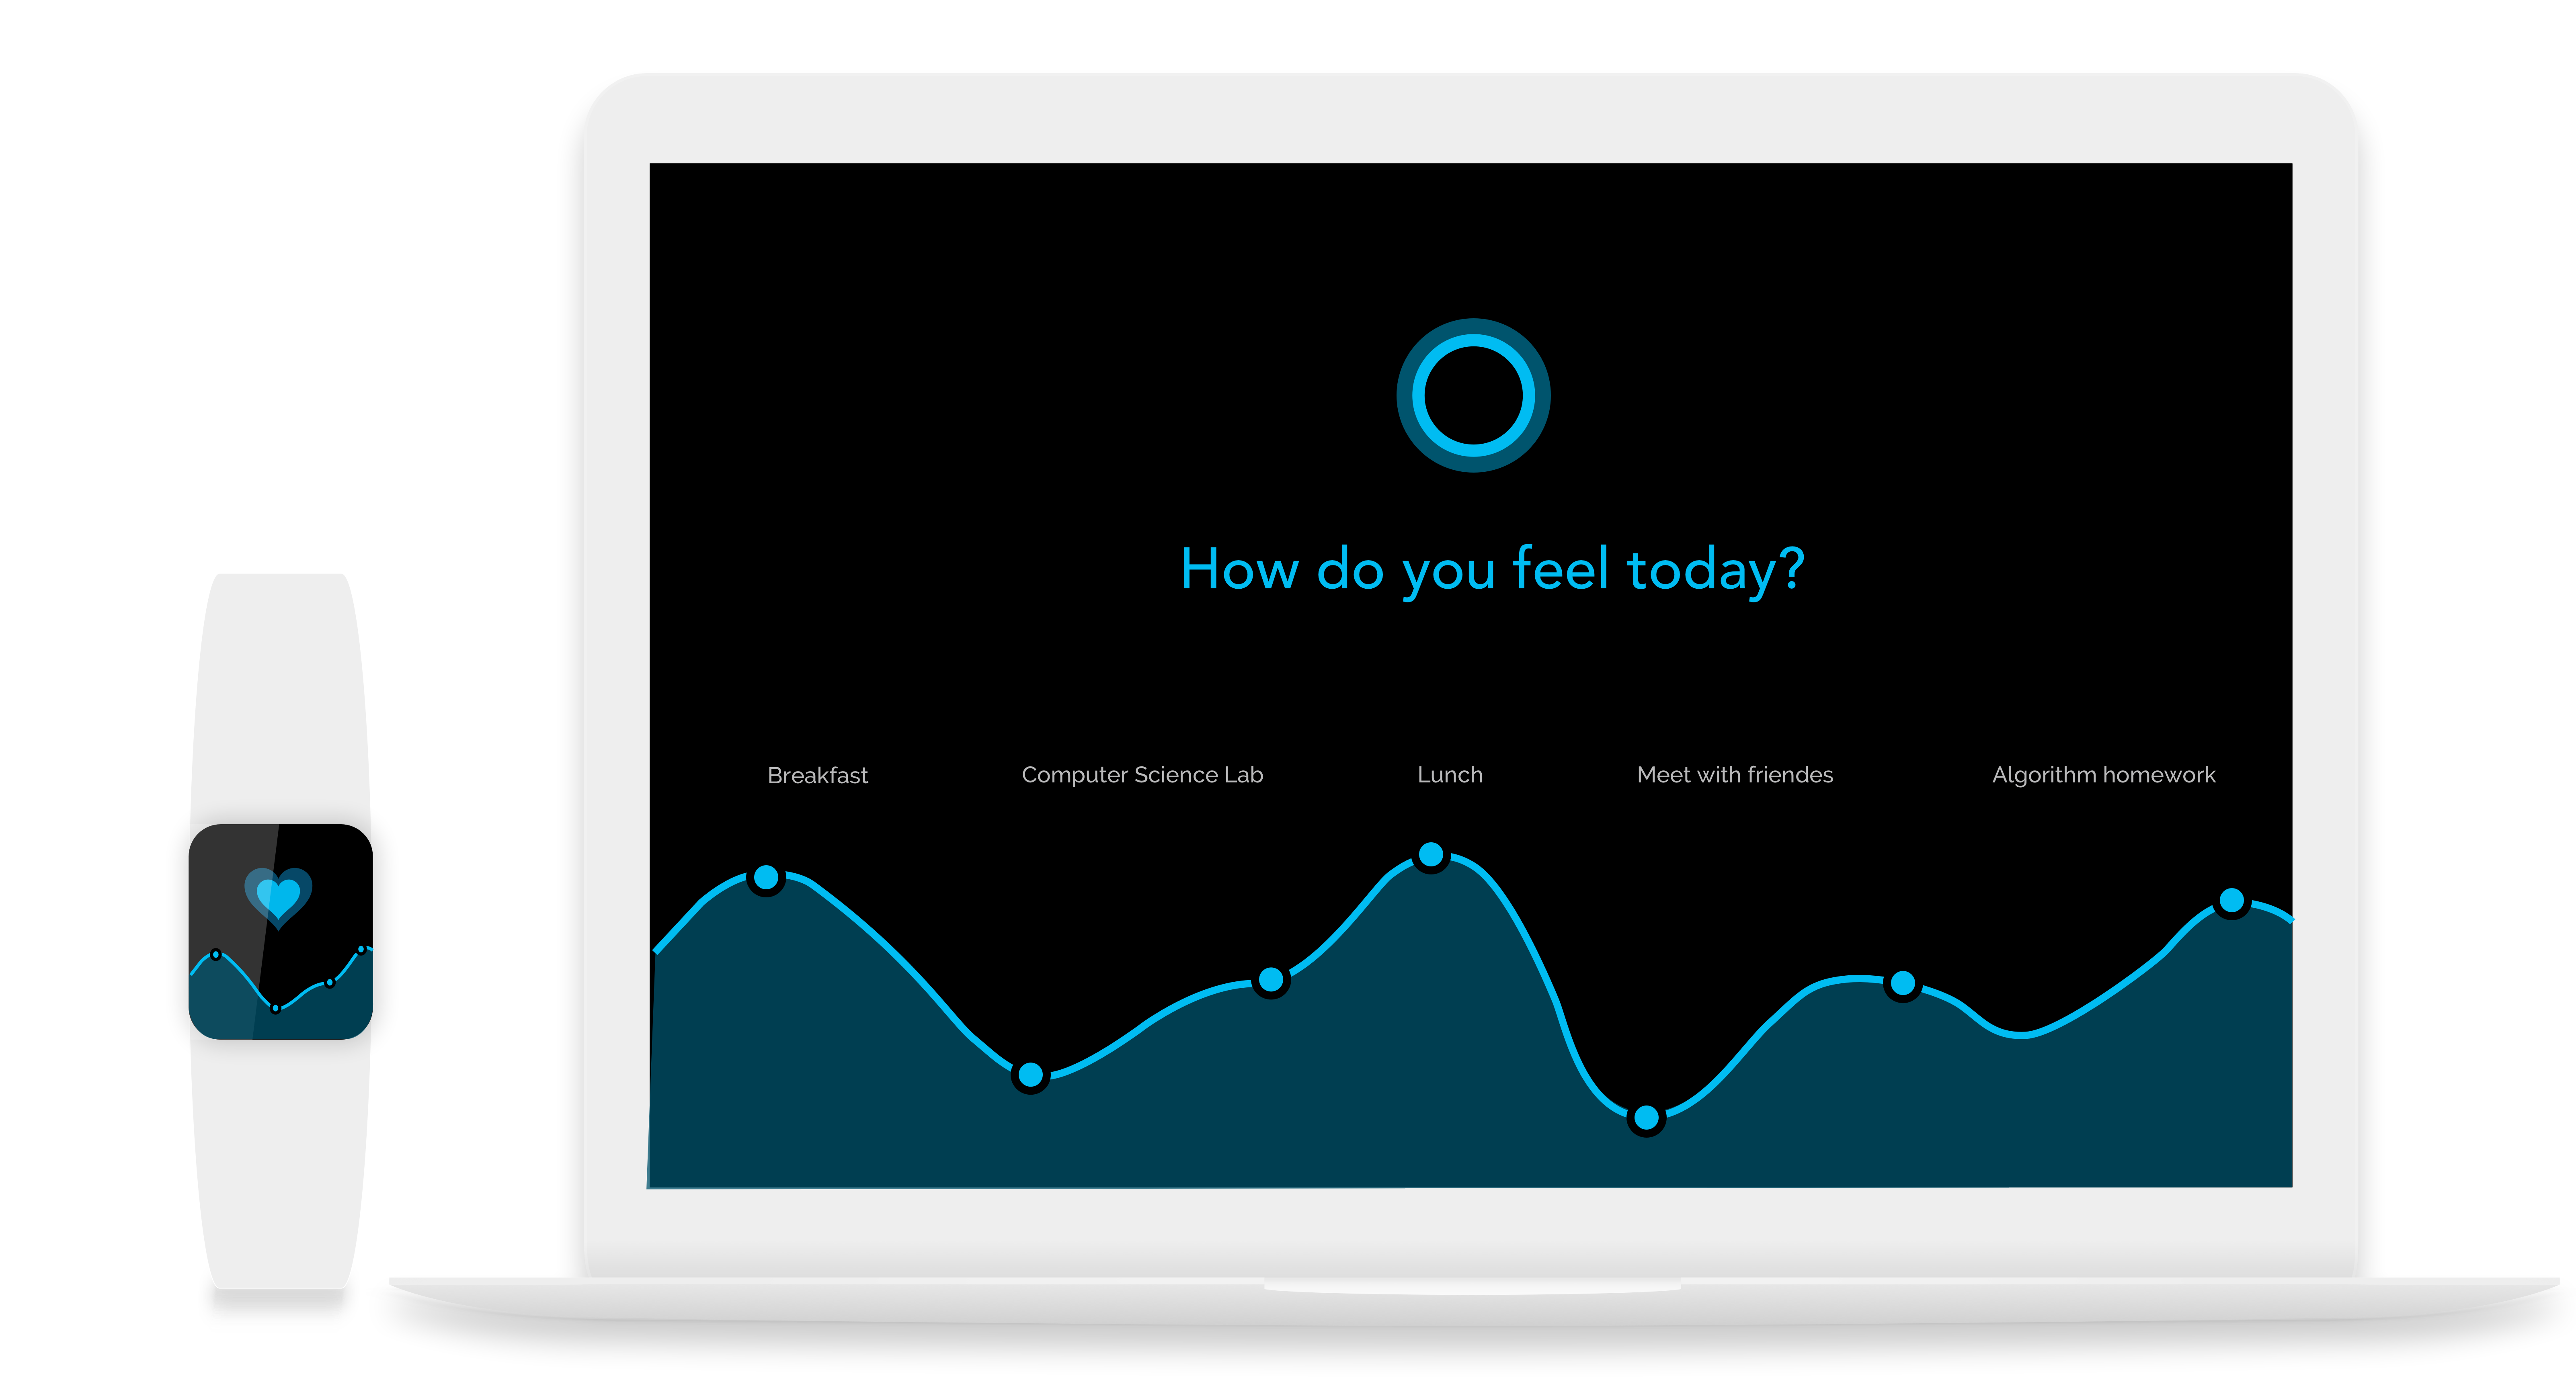 How do you feel today?
Breakfast
Computer Science Lab
Lunch
Meet with friendes
Algorithm homework